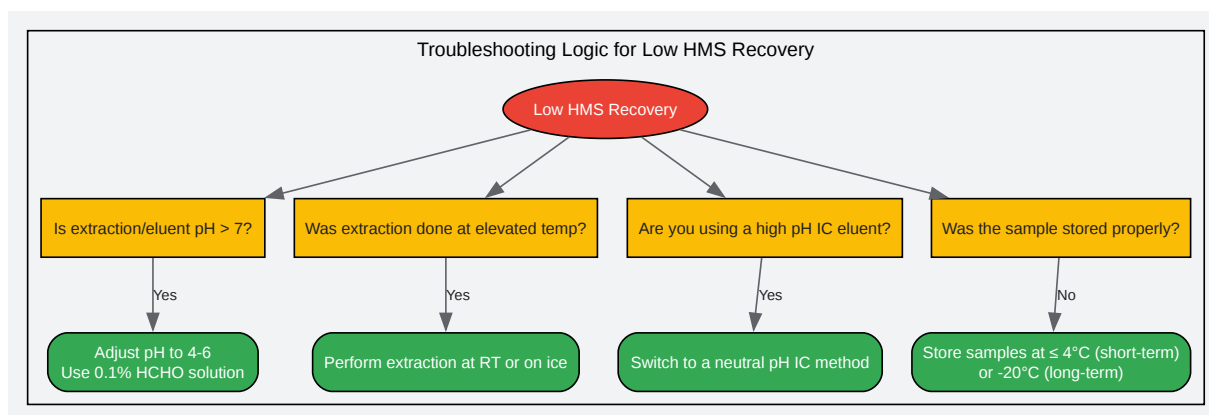 Troubleshooting Logic for Low HMS Recovery
Low HMS Recovery
Is extraction/eluent pH > 7?
Was extraction done at elevated temp?
Are you using a high pH IC eluent?
Was the sample stored properly?
Yes
Yes
Yes
No
Adjust pH to 4-6
Use 0.1% HCHO solution
Perform extraction at RT or on ice
Switch to a neutral pH IC method
Store samples at ≤ 4°C (short-term)
or -20°C (long-term)